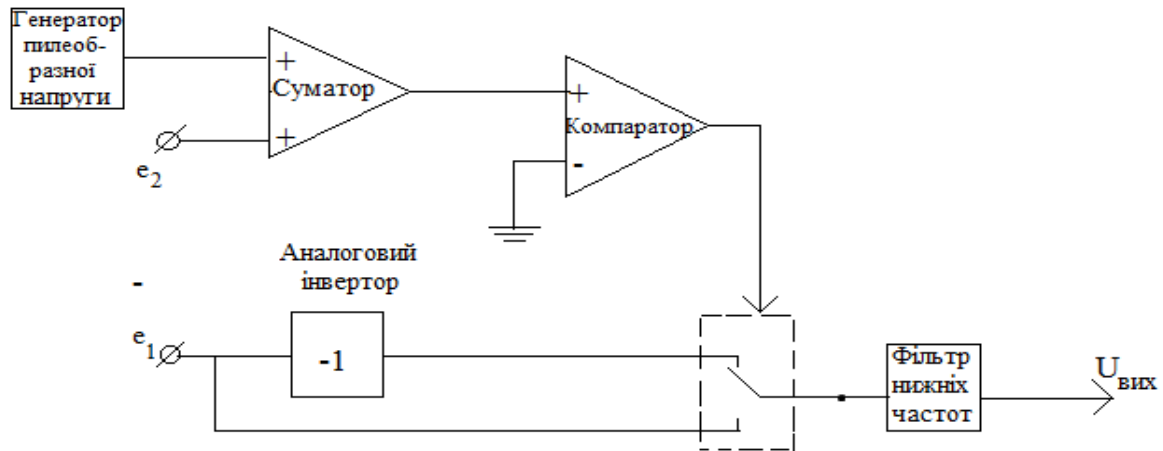 Генератор
пилеоб-
разної
напруги
+
Суматор
+
e2
+
Компаратор
-
Аналоговий
інвертор
-
e1
-1
Фільтр
нижніх
частот
Uвих